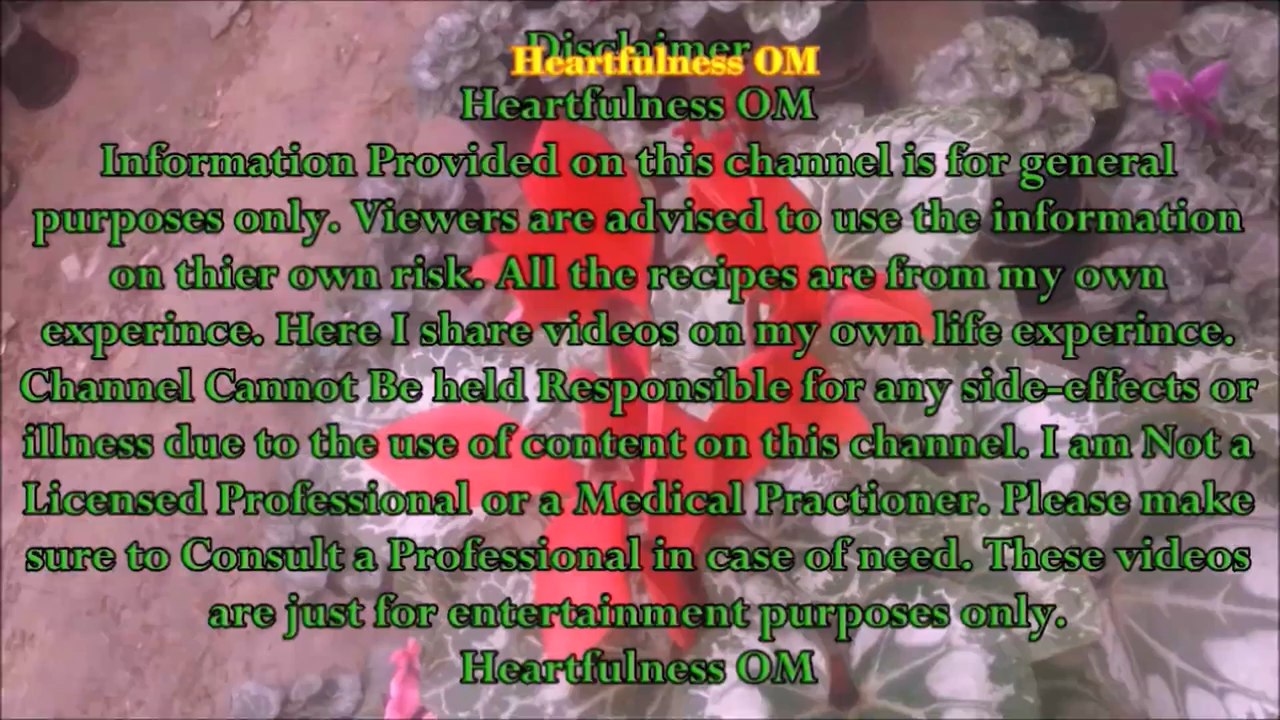 Disclaimer
Heartfulness OM
Heartfulness OM
Information Provided on this channel is for general
purposes only. Viewers are advised to use the information
on thier own risk. All the recipes are from my own
experince. Here I share videos on my own life experince.
Channel Cannot Be held Responsible for any side-effects or
illness due to the use of content on this channel. I am Not a
Licensed Professional or a Medical Practioner. Please make
sure to Consult a Professional in case of need. These videos
are just for entertainment purposes only.
Heartfulness OM